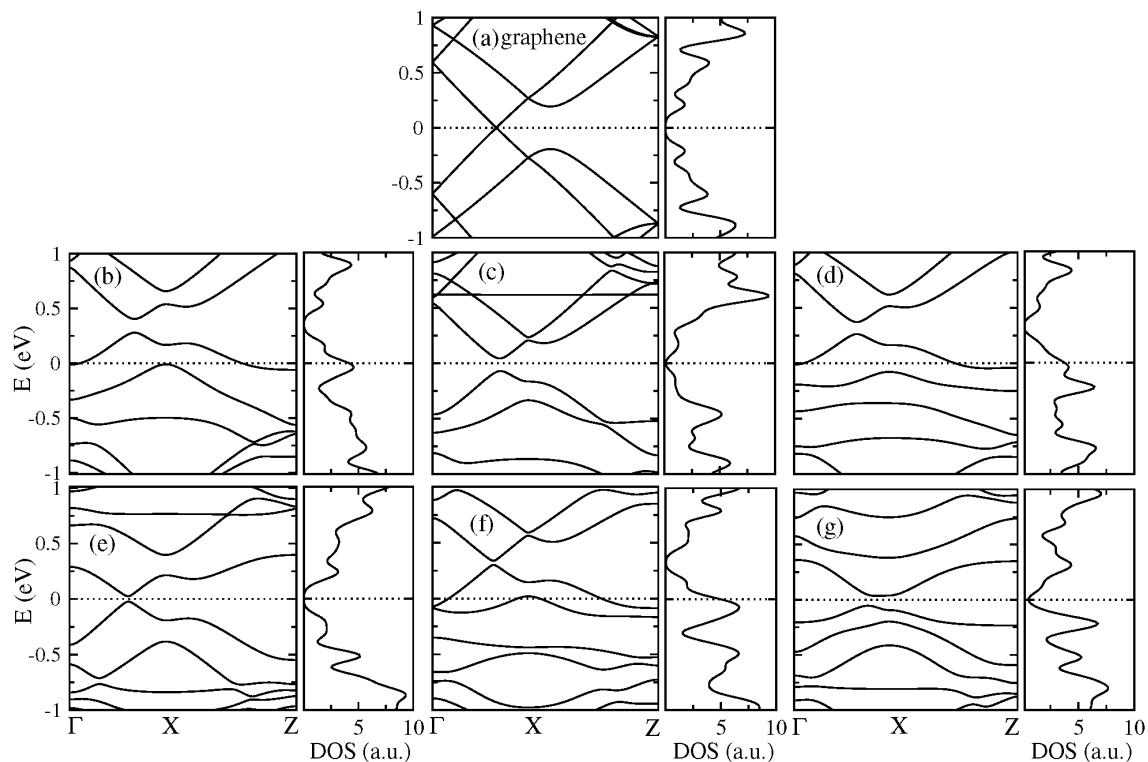 1
(a) graphene
0.5
0
-0.5
-1
1
(b)
(c)
(d)
0.5
E (eV)
0
-0.5
-1
1
(e)
(f)
(g)
0.5
E (eV)
0
-0.5
-1
Γ X Z 5 10 Γ X Z 5 10 Γ X Z 5 10
DOS (a.u.) DOS (a.u.) DOS (a.u.)